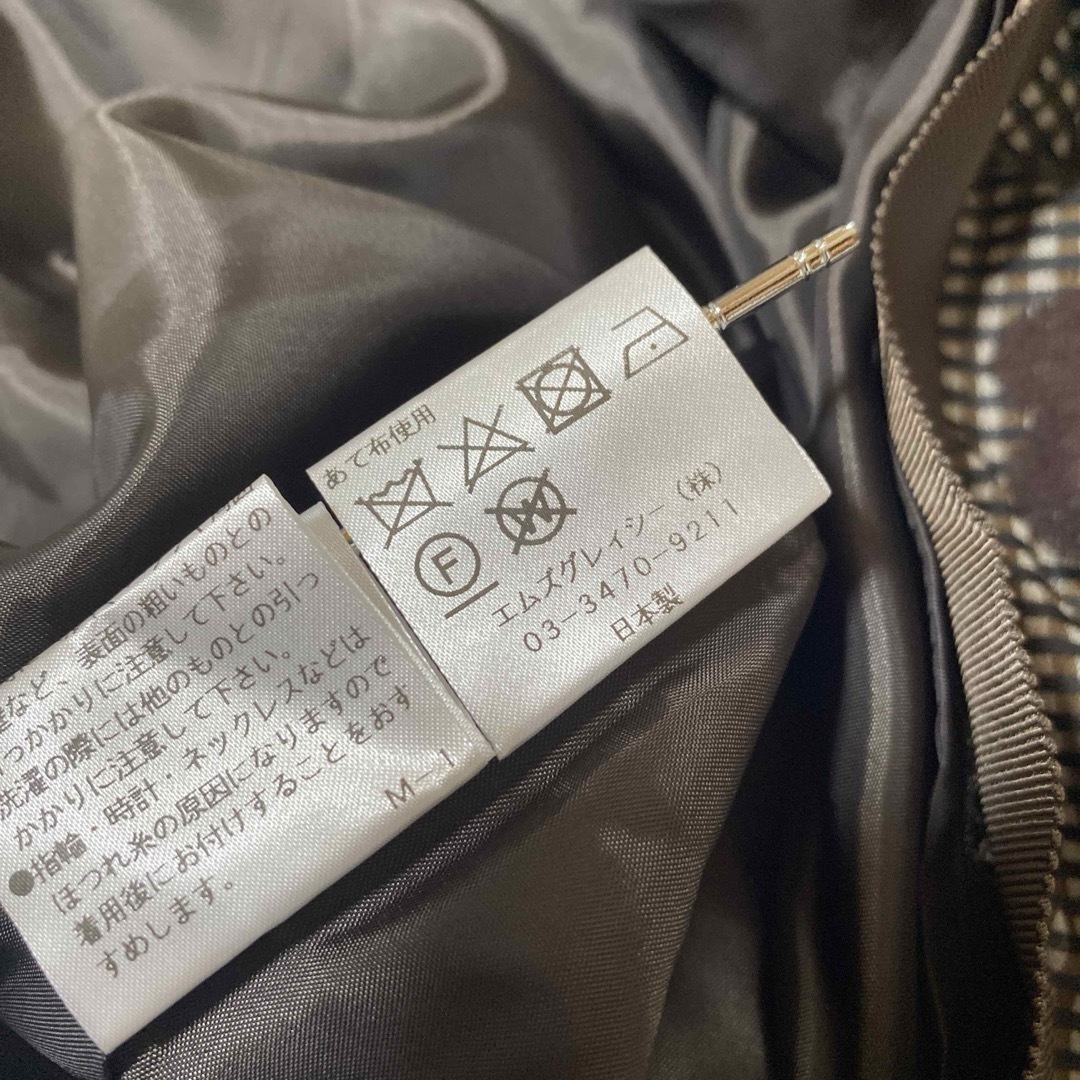 あて布使用
F
W
エムズグレイシー(株)
03-3470-9211
日本製
表面の粗いものとの
かかりに注意して下さい。
洗濯の際には他のものとの引っ
かかりに注意して下さい。
●指輪・時計・ネックレスなどは
ほつれ糸の原因になりますので
着用後にお付けすることをおす
すめします。
M-1